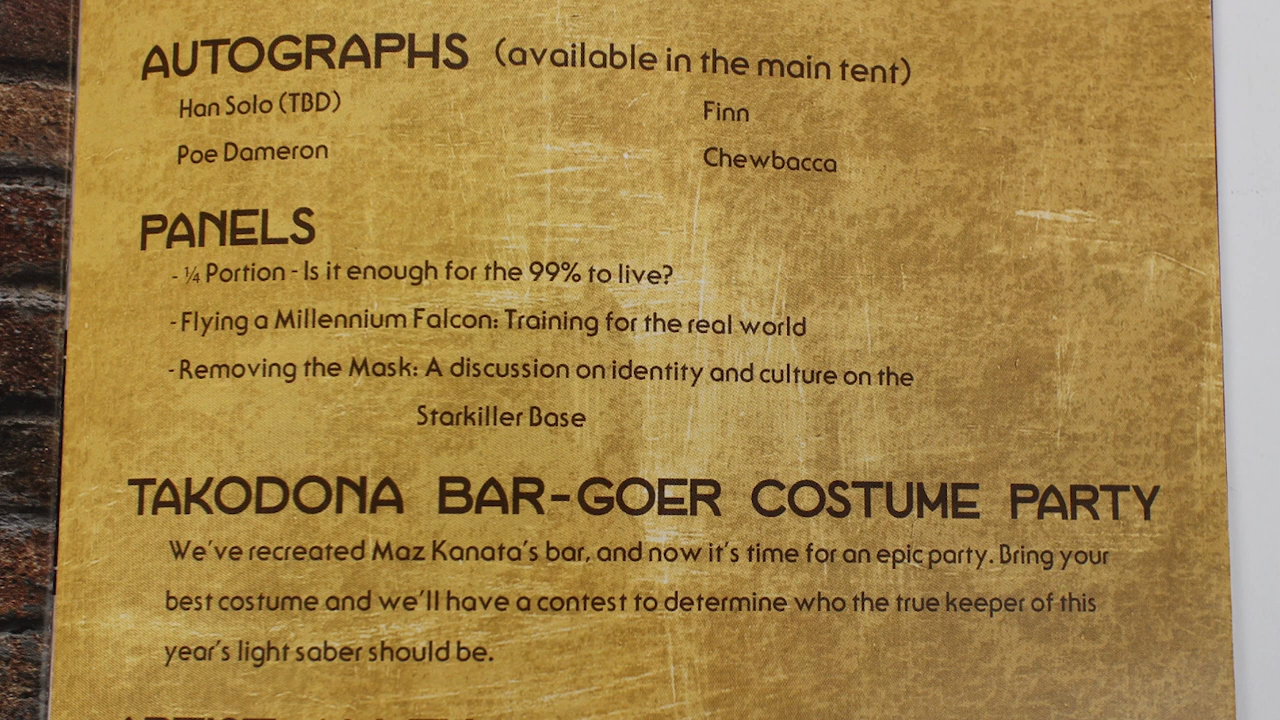 AUTOGRAPHS (available in the main tent)
Han Solo (TBD)
Finn
Poe Dameron
Chewbacca
PANELS
- ¼ Portion - Is it enough for the 99% to live?
- Flying a Millennium Falcon: Training for the real world
- Removing the Mask: A discussion on identity and culture on the
Starkiller Base
TAKODONA BAR-GOER COSTUME PARTY
We've recreated Maz Kanata's bar, and now it's time for an epic party. Bring your
best costume and we'll have a contest to determine who the true keeper of this
year's light saber should be.